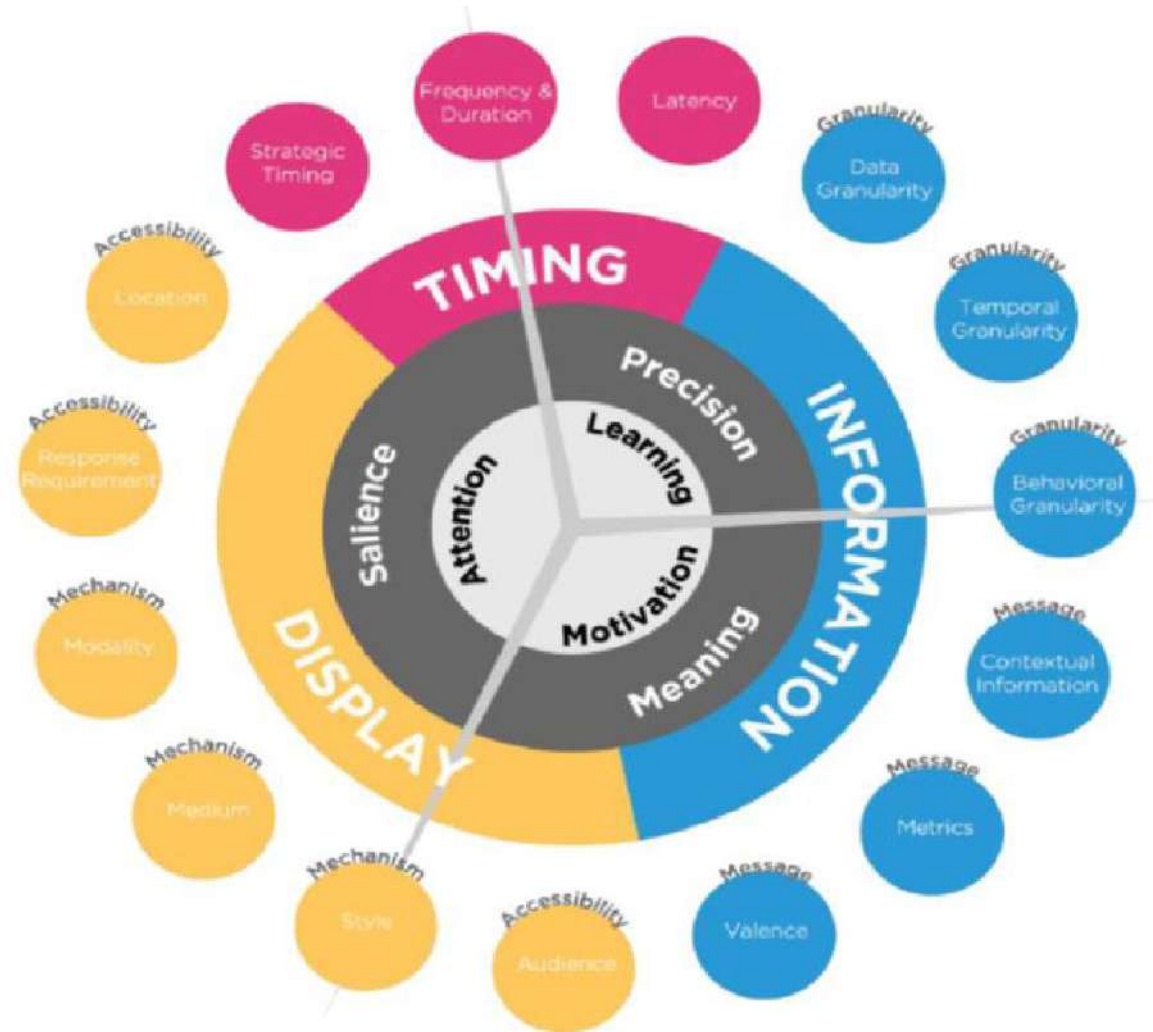 Frequency &
Duration
Latency
Granularity
Data
Granularity
Granularity
Temporal
Granularity
Granularity
Behavioral
Granularity
Message
Contextual
Information
Message
Metrics
Message
Valence
Accessibility
Audience
Mechanism
Style
Mechanism
Medium
Mechanism
Modality
Accessibility
Response
Requirement
Accessibility
Location
Strategic
Timing
TIMING
INFORMATION
DISPLAY
Precision
Meaning
Salience
Learning
Motivation
Attention